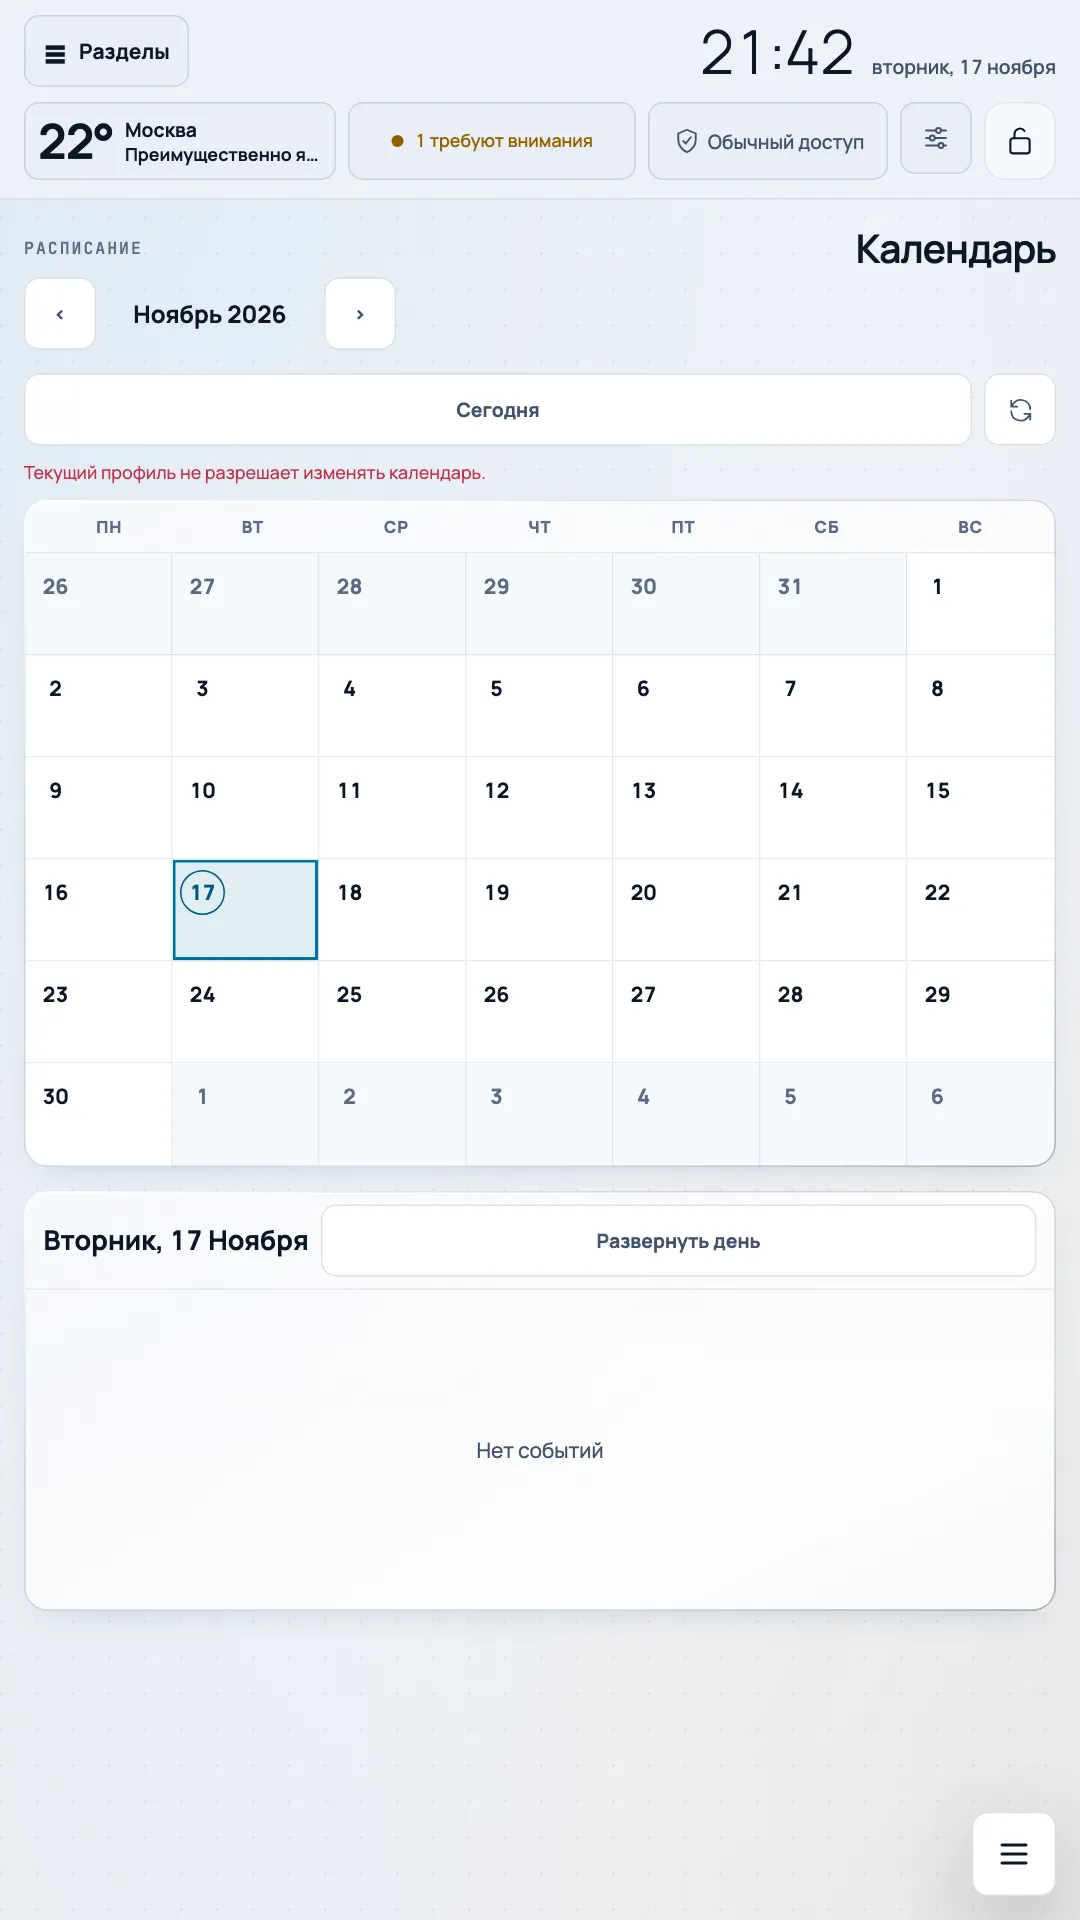 Разделы
21:42 вторник, 17 ноября
22° Москва
Преимущественно я...
1 требуют внимания
Обычный доступ
РАСПИСАНИЕ
Календарь
‹ Ноябрь 2026 ›
Сегодня
Текущий профиль не разрешает изменять календарь.
ПН ВТ СР ЧТ ПТ СБ ВС
26 27 28 29 30 31 1
2 3 4 5 6 7 8
9 10 11 12 13 14 15
16 17 18 19 20 21 22
23 24 25 26 27 28 29
30 1 2 3 4 5 6
Вторник, 17 Ноября
Развернуть день
Нет событий